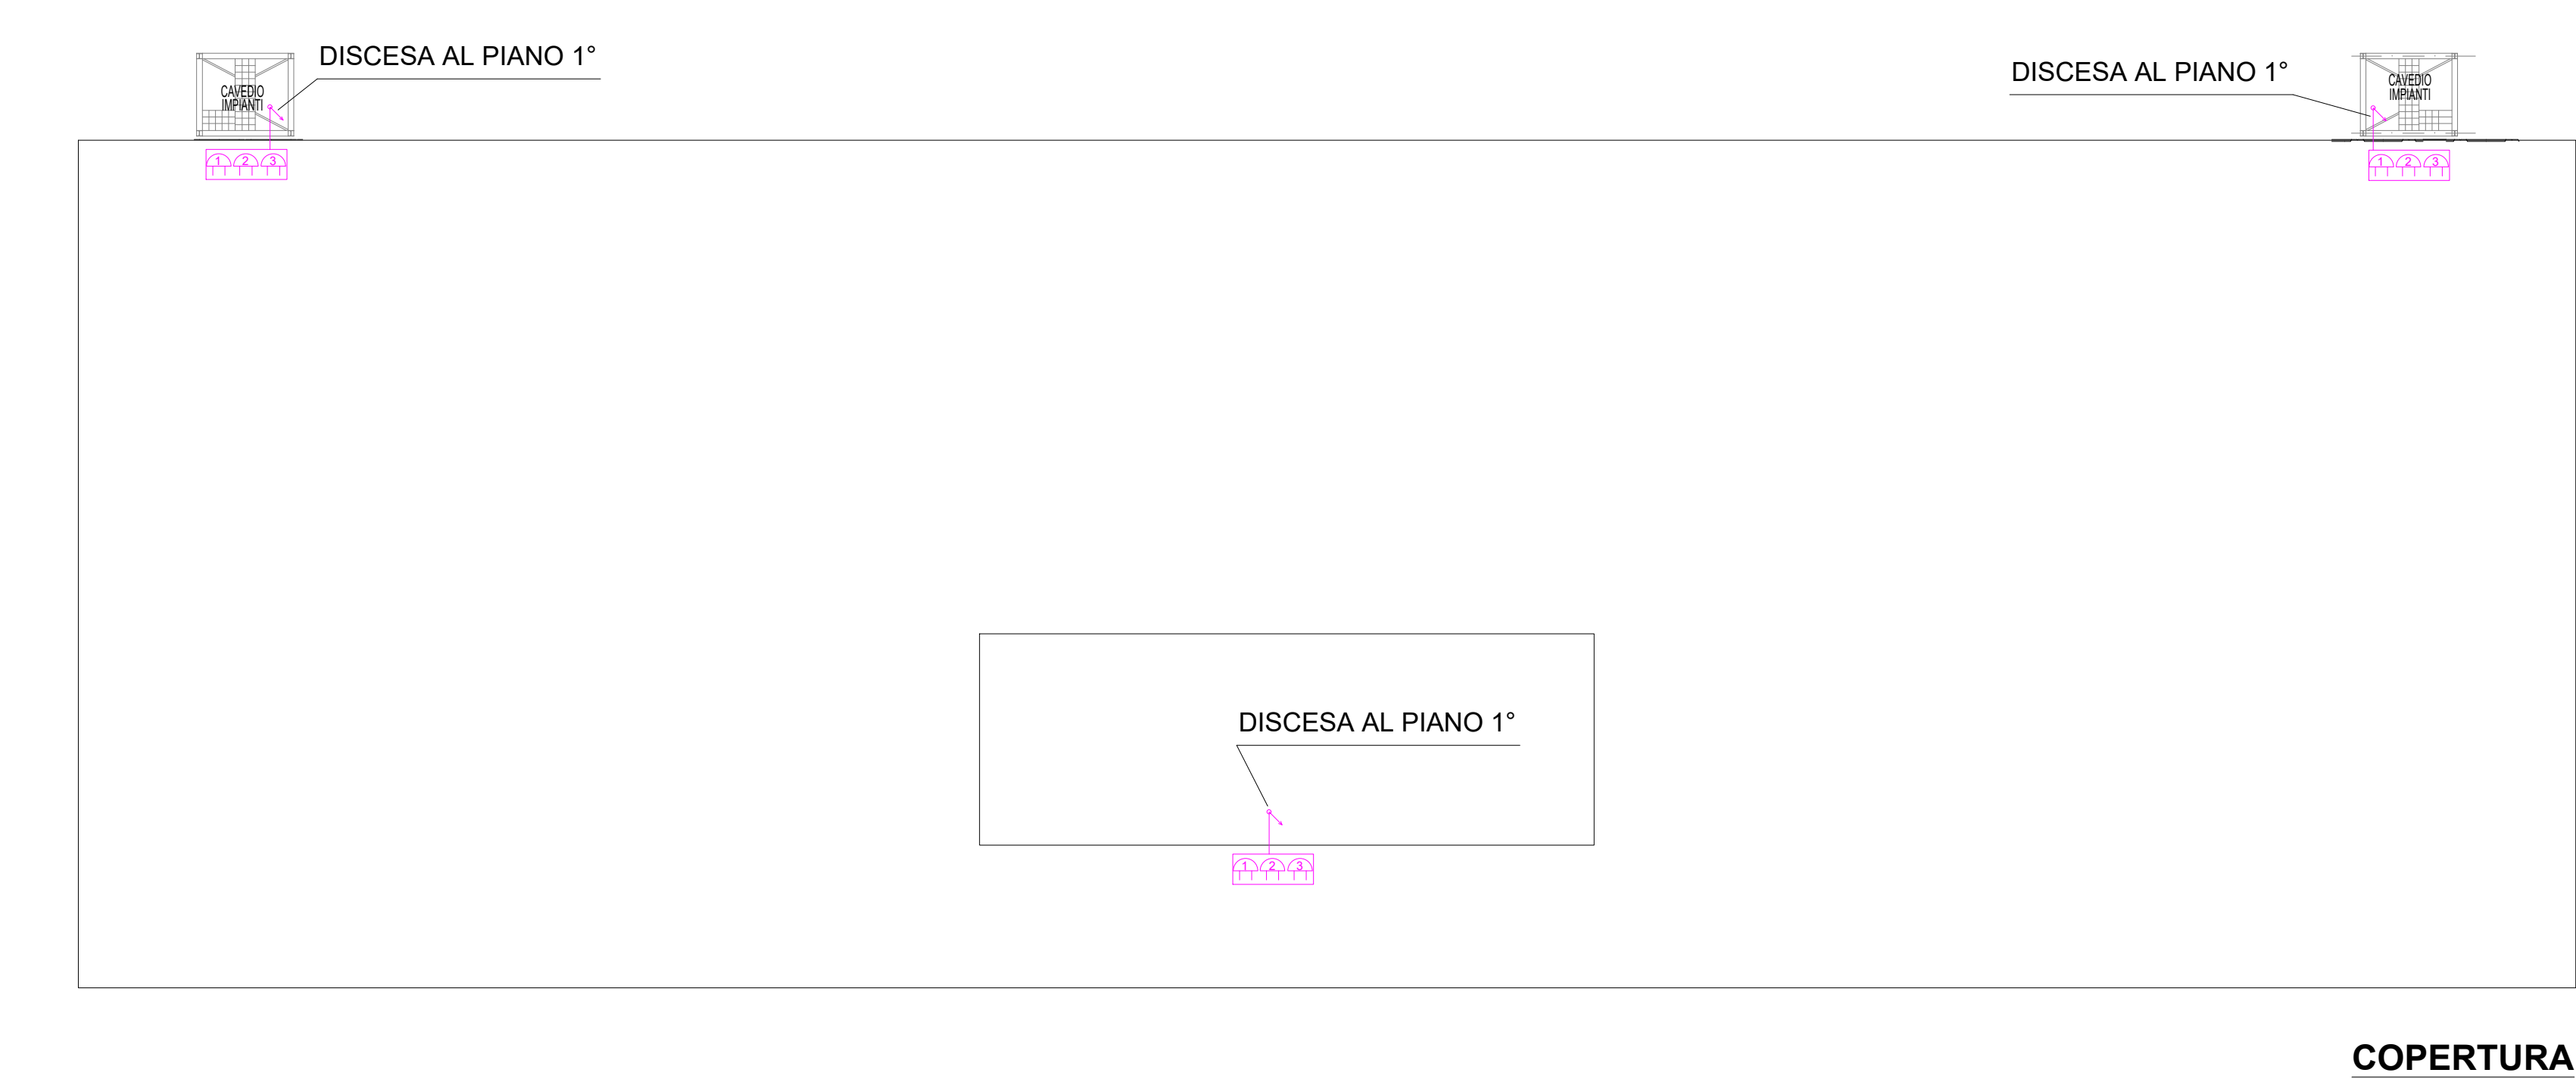 DISCESA AL PIANO 1°
DISCESA AL PIANO 1°
CAVEDIO
IMPIANTI
CAVEDIO
IMPIANTI
1 2 3
1 2 3
DISCESA AL PIANO 1°
1 2 3
COPERTURA